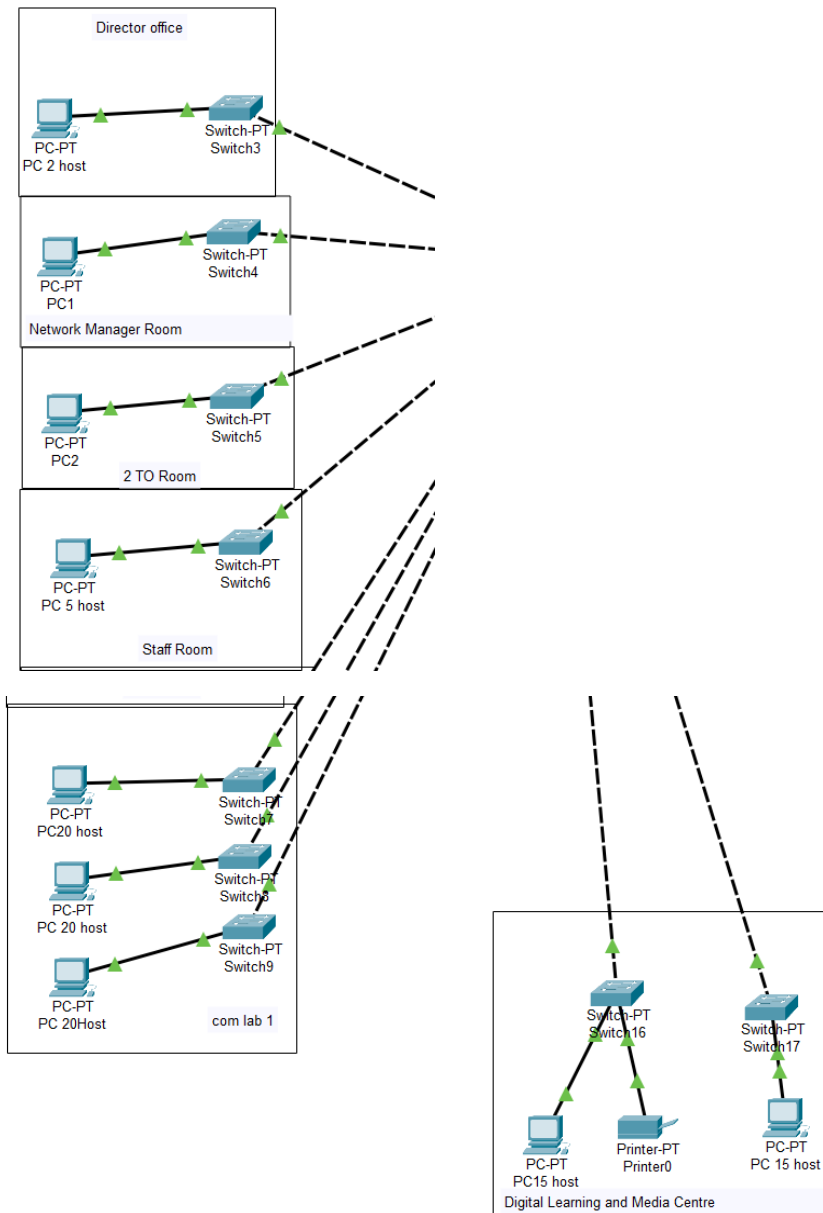 Director office
PC-PT
PC 2 host
Switch-PT
Switch3
PC-PT
PC1
Switch-PT
Switch4
Network Manager Room
PC-PT
PC2
Switch-PT
Switch5
2 TO Room
PC-PT
PC 5 host
Switch-PT
Switch6
Staff Room
PC-PT
PC20 host
Switch-PT
Switch7
PC-PT
PC 20 host
Switch-PT
Switch8
PC-PT
PC 20Host
Switch-PT
Switch9
com lab 1
Switch-PT
Switch16
Switch-PT
Switch17
PC-PT
PC15 host
Printer-PT
Printer0
PC-PT
PC 15 host
Digital Learning and Media Centre